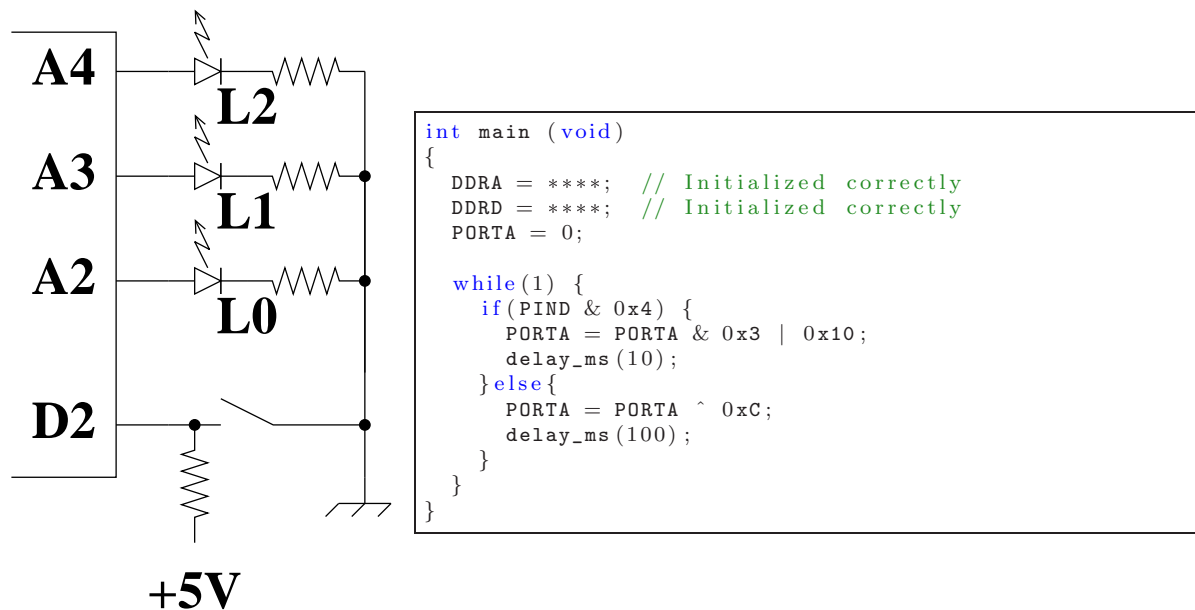 A4
L2
A3
L1
A2
L0
D2
+5V
int main (void)
{
  DDRA = ****;  // Initialized correctly
  DDRD = ****;  // Initialized correctly
  PORTA = 0;

  while(1) {
    if(PIND & 0x4) {
      PORTA = PORTA & 0x3 | 0x10;
      delay_ms(10);
    }else{
      PORTA = PORTA ^ 0xC;
      delay_ms(100);
    }
  }
}